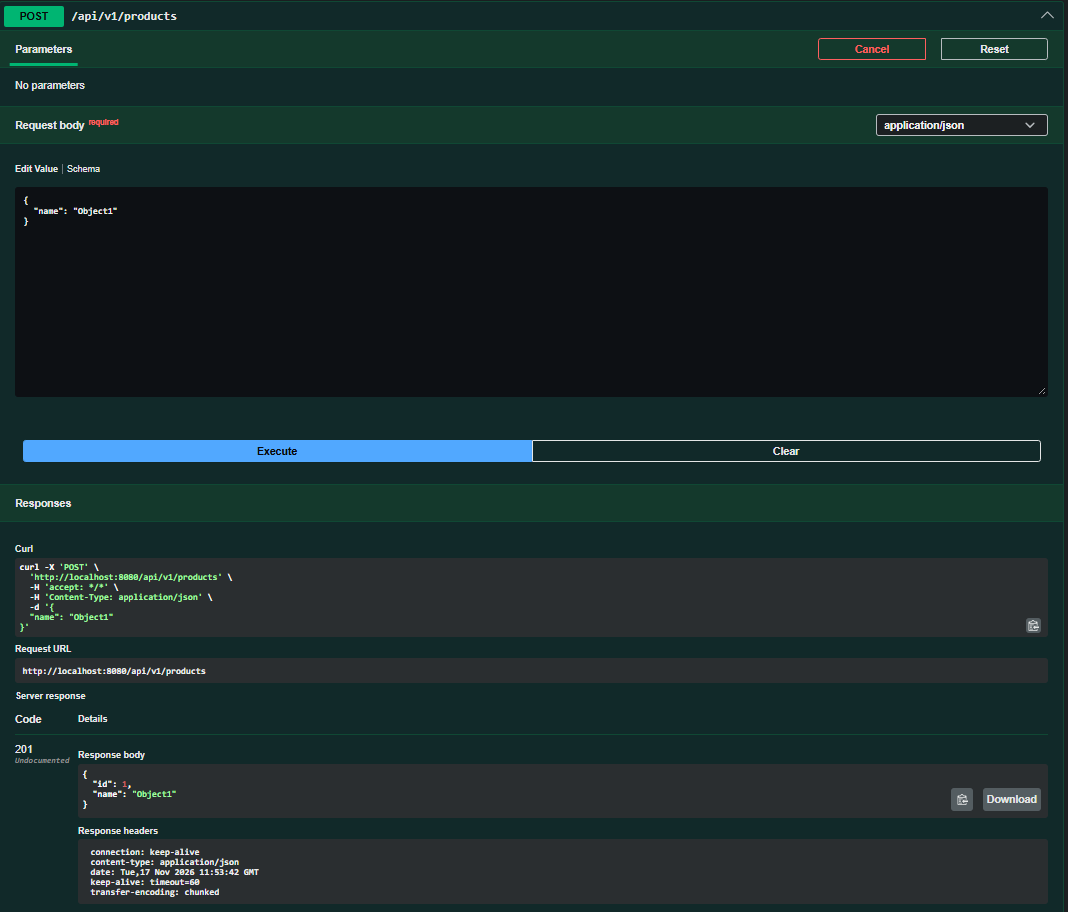 POST /api/v1/products
Parameters Cancel Reset
No parameters
Request body required application/json
Edit Value | Schema
{
  "name": "Object1"
}
Execute Clear
Responses
Curl
curl -X 'POST' \
  'http://localhost:8080/api/v1/products' \
  -H 'accept: */*' \
  -H 'Content-Type: application/json' \
  -d '{
  "name": "Object1"
}'
Request URL
http://localhost:8080/api/v1/products
Server response
Code Details
201
Undocumented
Response body
{
  "id": 1,
  "name": "Object1"
}
Download
Response headers
connection: keep-alive
content-type: application/json
date: Tue,17 Nov 2026 11:53:42 GMT
keep-alive: timeout=60
transfer-encoding: chunked